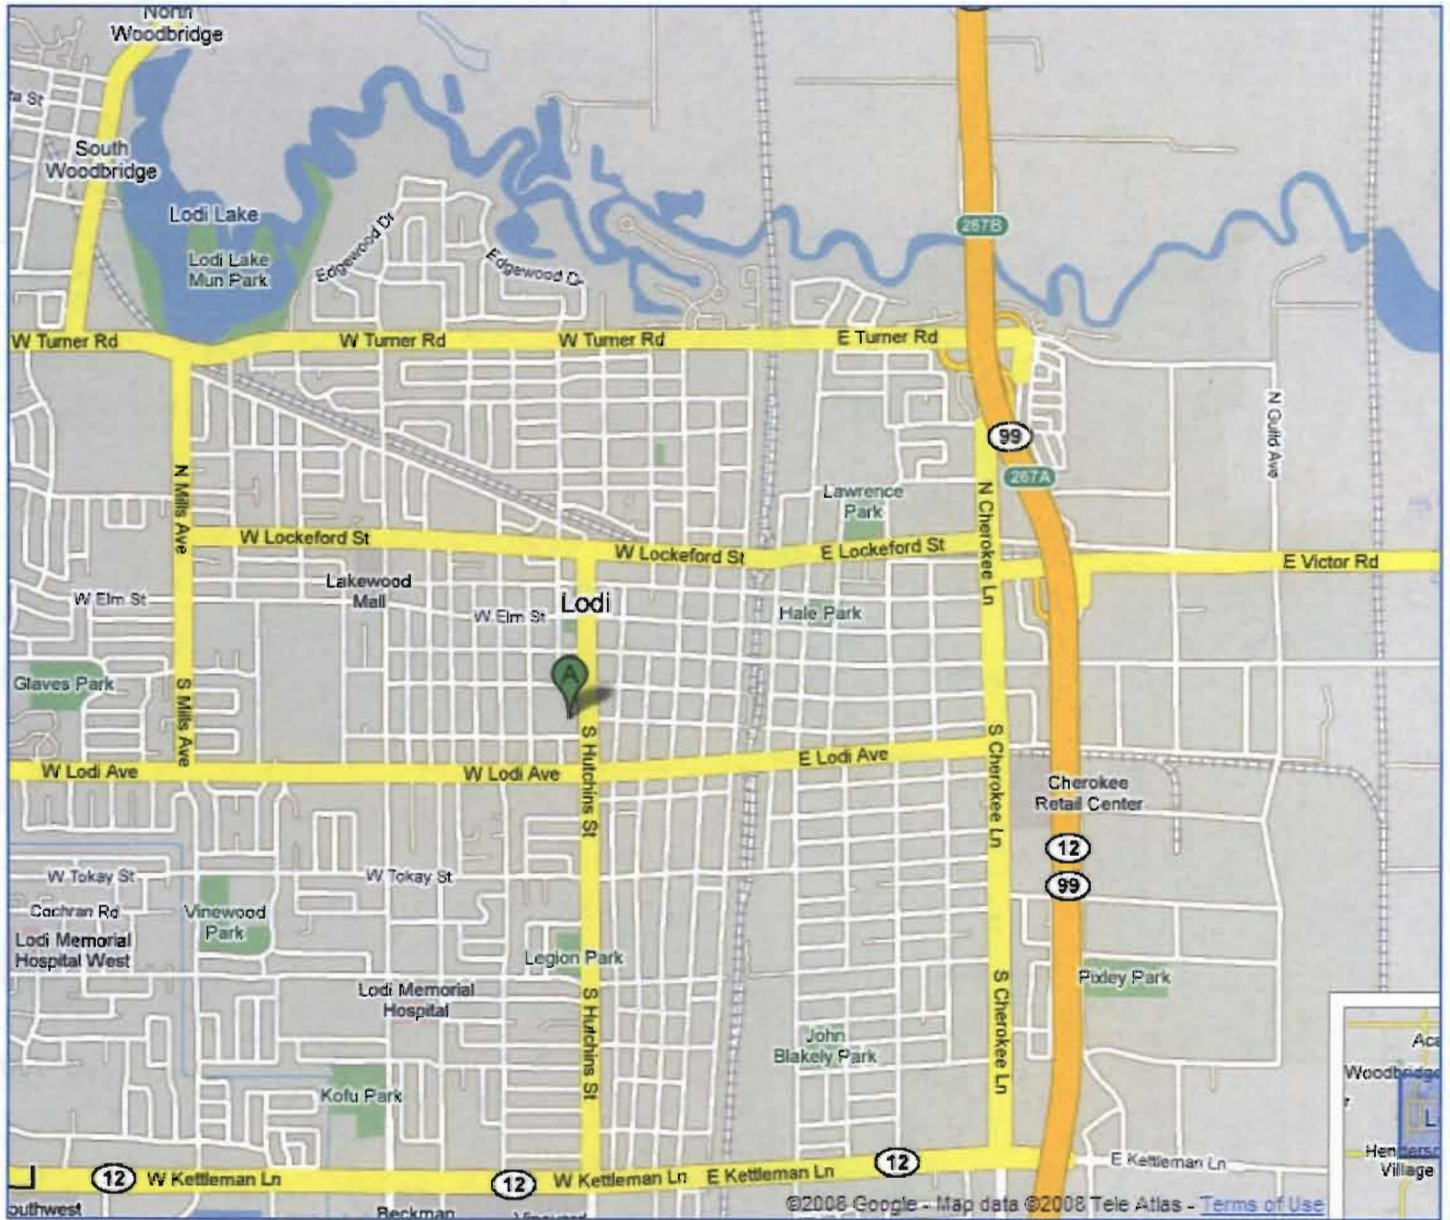 North
Woodbridge
ta St
South
Woodbridge
267B
Lodi Lake
Edgewood Dr
Lodi Lake
Mun Park
Edgewood Dr
W Turner Rd
W Turner Rd
W Turner Rd
E Turner Rd
N Guild Ave
99
267A
N Mills Ave
Lawrence
Park
N Cherokee Ln
W Lockeford St
W Lockeford St
E Lockeford St
E Victor Rd
Lakewood
Mall
W Elm St
W Elm St
Lodi
Hale Park
A
Glaves Park
S Mills Ave
S Hutchins St
S Cherokee Ln
W Lodi Ave
W Lodi Ave
E Lodi Ave
Cherokee
Retail Center
12
99
W Tokay St
W Tokay St
Cochran Rd
Vinewood
Park
Lodi Memorial
Hospital West
Legion Park
Pixley Park
Lodi Memorial
Hospital
S Hutchins St
S Cherokee Ln
John
Blakely Park
Kofu Park
Aca
Woodbridge
L
Henderso
Village
12
W Kettleman Ln
12
W Kettleman Ln
E Kettleman Ln
12
E Kettleman Ln
outhwest
Beckman
©2008 Google - Map data ©2008 Tele Atlas - Terms of Use